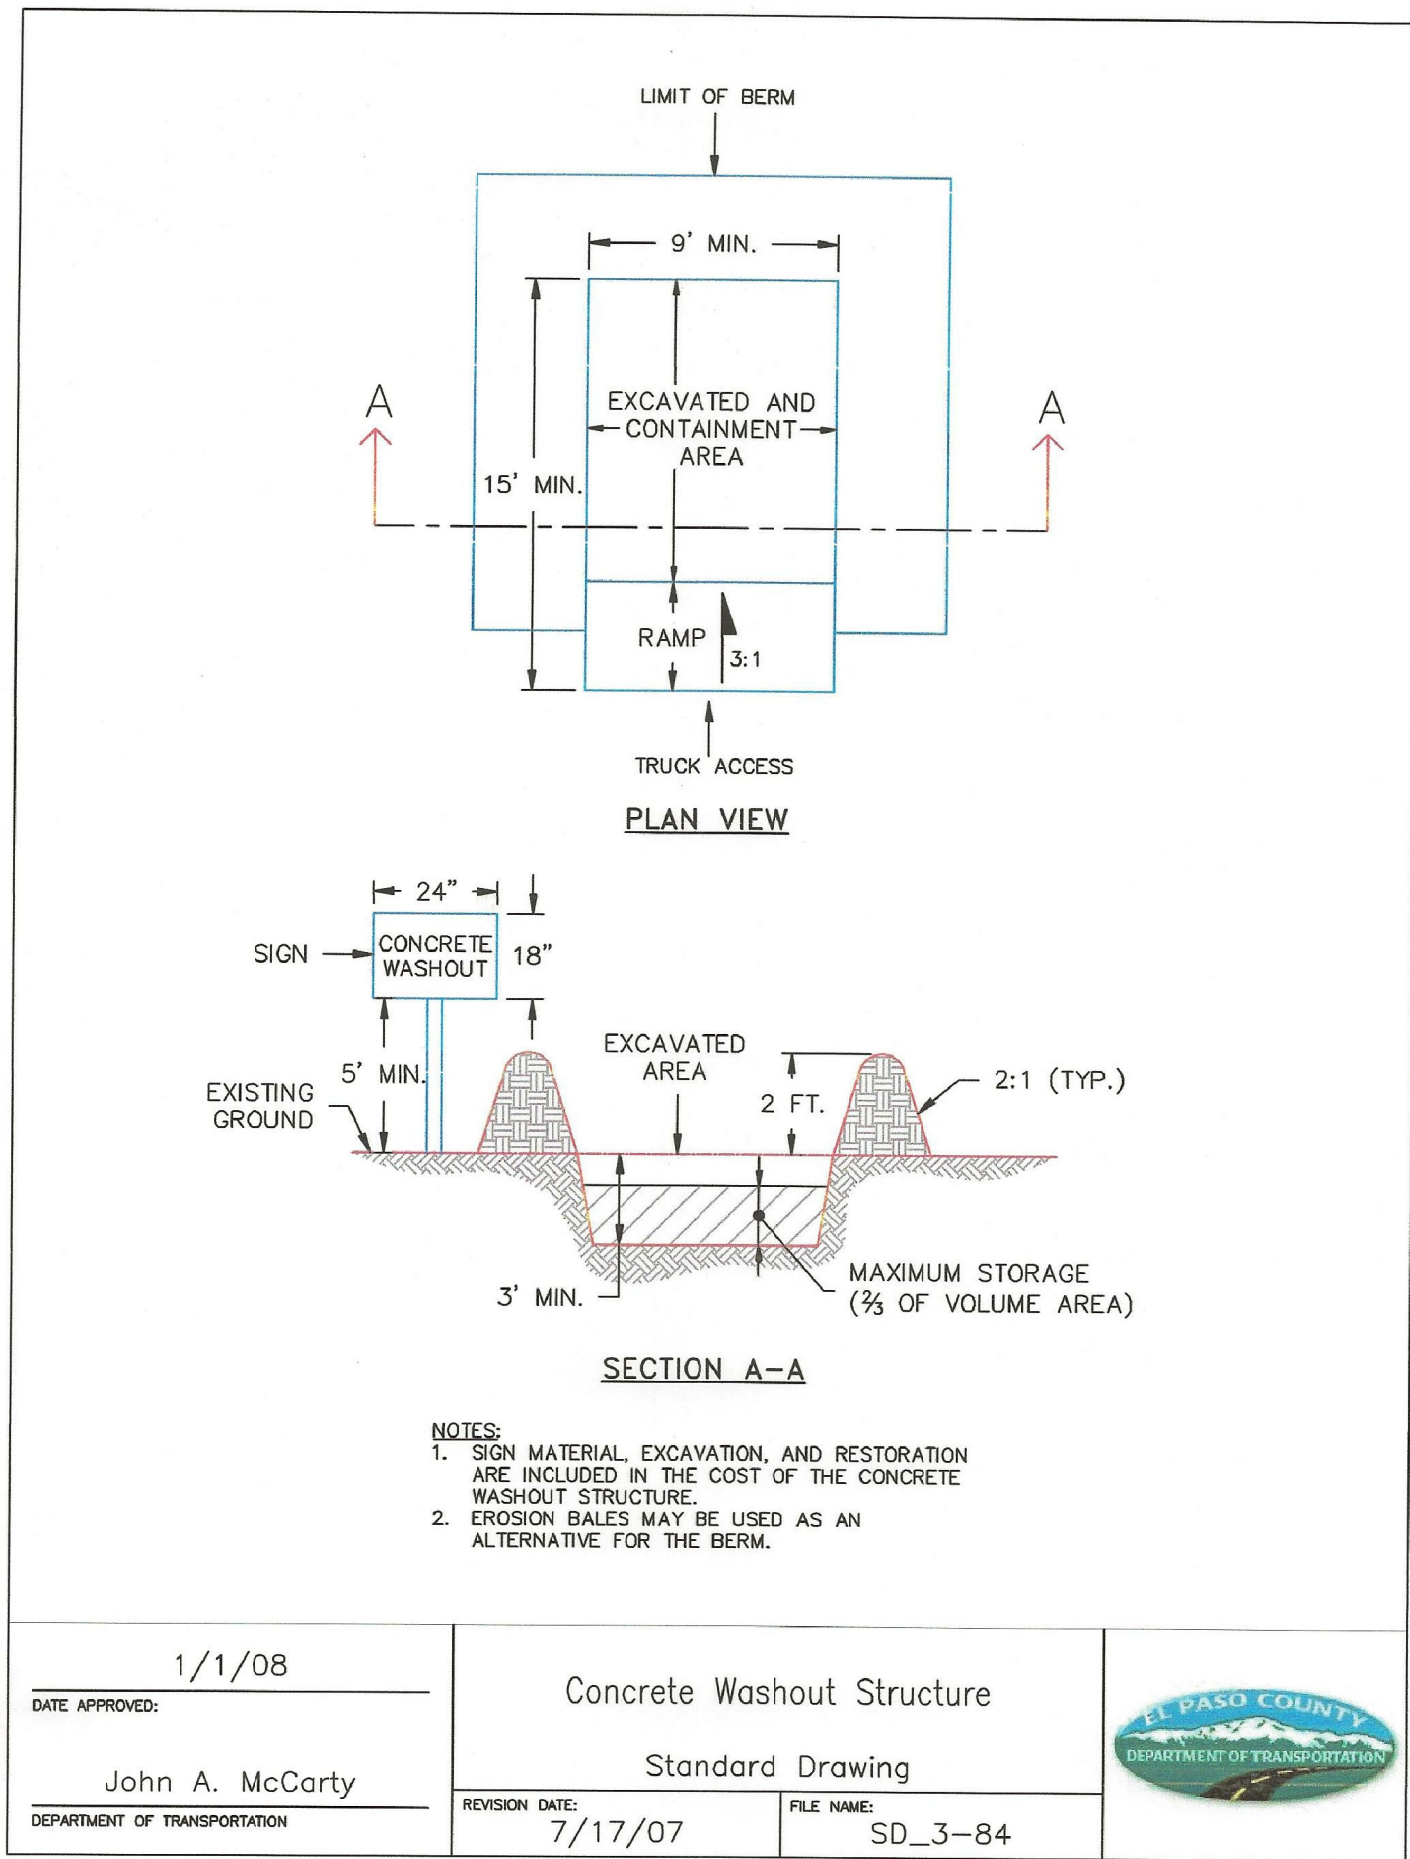 LIMIT OF BERM
9' MIN.
A
A
EXCAVATED AND
CONTAINMENT
AREA
15' MIN.
RAMP
3:1
TRUCK ACCESS
PLAN VIEW
24"
SIGN
CONCRETE
WASHOUT
18"
5' MIN.
EXISTING
GROUND
EXCAVATED
AREA
2 FT.
2:1 (TYP.)
3' MIN.
MAXIMUM STORAGE
(⅔ OF VOLUME AREA)
SECTION A-A
NOTES:
1. SIGN MATERIAL, EXCAVATION, AND RESTORATION
ARE INCLUDED IN THE COST OF THE CONCRETE
WASHOUT STRUCTURE.
2. EROSION BALES MAY BE USED AS AN
ALTERNATIVE FOR THE BERM.
1/1/08
DATE APPROVED:
John A. McCarty
DEPARTMENT OF TRANSPORTATION
Concrete Washout Structure
Standard Drawing
REVISION DATE:
7/17/07
FILE NAME:
SD_3-84
EL PASO COUNTY
DEPARTMENT OF TRANSPORTATION